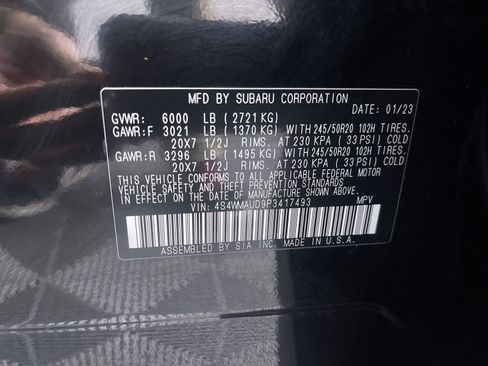 MFD BY SUBARU CORPORATION
DATE: 01/23
GVWR: 6000 LB ( 2721 KG)
GAWR:F 3021 LB ( 1370 KG) WITH 245/50R20 102H TIRES.
20X7 1/2J RIMS. AT 230 KPA ( 33 PSI) COLD
GAWR:R 3296 LB ( 1495 KG) WITH 245/50R20 102H TIRES.
20X7 1/2J RIMS. AT 230 KPA ( 33 PSI) COLD
THIS VEHICLE CONFORMS TO ALL APPLICABLE FEDERAL MOTOR
VEHICLE SAFETY AND THEFT PREVENTION STANDARDS IN
EFFECT ON THE DATE OF MANUFACTURE SHOWN ABOVE.
VIN: 4S4WMAUD9P3417493 MPV
ASSEMBLED BY SIA INC. MADE IN U.S.A.